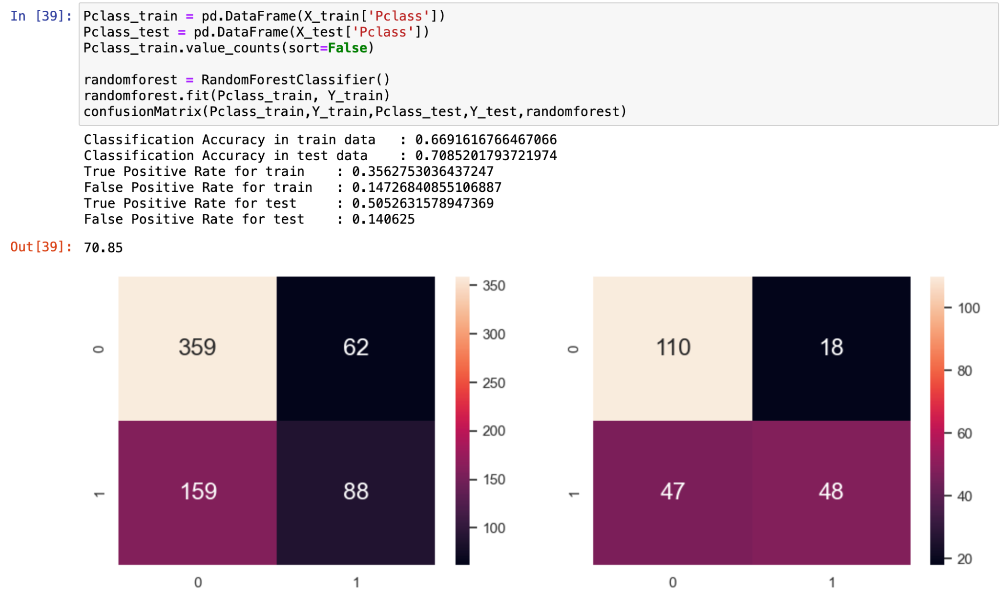 In [39]: Pclass_train = pd.DataFrame(X_train['Pclass'])
Pclass_test = pd.DataFrame(X_test['Pclass'])
Pclass_train.value_counts(sort=False)
randomforest = RandomForestClassifier()
randomforest.fit(Pclass_train, Y_train)
confusionMatrix(Pclass_train,Y_train,Pclass_test,Y_test,randomforest)
Classification Accuracy in train data : 0.6691616766467066
Classification Accuracy in test data : 0.7085201793721974
True Positive Rate for train : 0.3562753036437247
False Positive Rate for train : 0.14726840855106887
True Positive Rate for test : 0.5052631578947369
False Positive Rate for test : 0.140625
Out[39]: 70.85
0
1
359
62
159
88
0
1
350
300
250
200
150
100
0
1
110
18
47
48
0
1
100
80
60
40
20